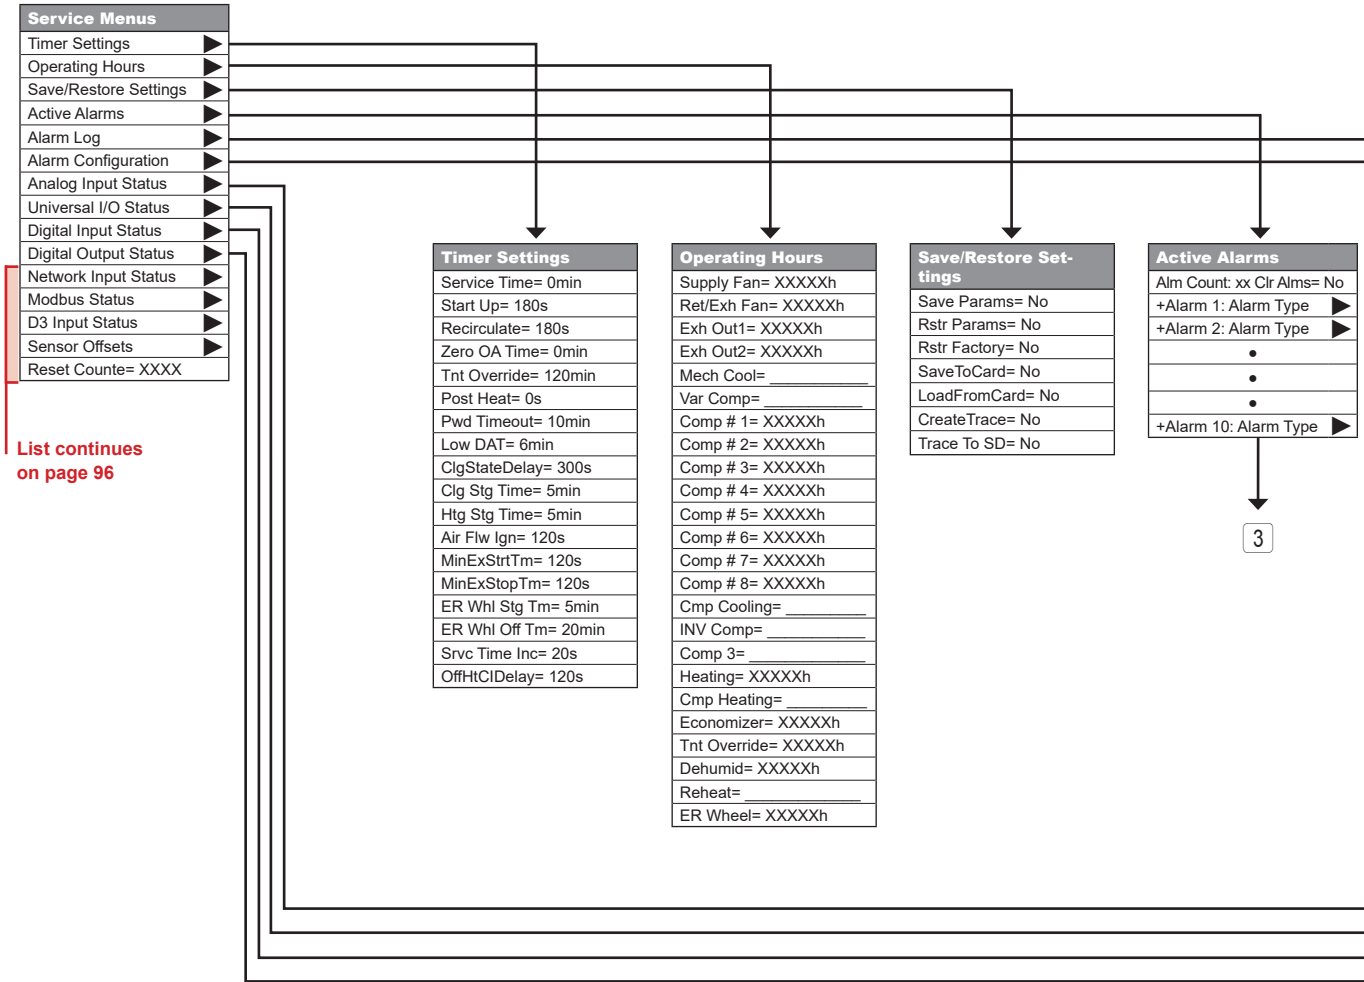 Service Menus
Timer Settings
Operating Hours
Save/Restore Settings
Active Alarms
Alarm Log
Alarm Configuration
Analog Input Status
Universal I/O Status
Digital Input Status
Digital Output Status
Network Input Status
Modbus Status
D3 Input Status
Sensor Offsets
Reset Counte= XXXX
List continues
on page 96
Timer Settings
Service Time= 0min
Start Up= 180s
Recirculate= 180s
Zero OA Time= 0min
Tnt Override= 120min
Post Heat= 0s
Pwd Timeout= 10min
Low DAT= 6min
ClgStateDelay= 300s
Clg Stg Time= 5min
Htg Stg Time= 5min
Air Flw Ign= 120s
MinExStrtTm= 120s
MinExStopTm= 120s
ER Whl Stg Tm= 5min
ER Whl Off Tm= 20min
Srvc Time Inc= 20s
OffHtClDelay= 120s
Operating Hours
Supply Fan= XXXXXh
Ret/Exh Fan= XXXXXh
Exh Out1= XXXXXh
Exh Out2= XXXXXh
Mech Cool= ___________
Var Comp= ___________
Comp # 1= XXXXXh
Comp # 2= XXXXXh
Comp # 3= XXXXXh
Comp # 4= XXXXXh
Comp # 5= XXXXXh
Comp # 6= XXXXXh
Comp # 7= XXXXXh
Comp # 8= XXXXXh
Cmp Cooling= _________
INV Comp= ___________
Comp 3= _____________
Heating= XXXXXh
Cmp Heating= _________
Economizer= XXXXXh
Tnt Override= XXXXXh
Dehumid= XXXXXh
Reheat= _____________
ER Wheel= XXXXXh
Save/Restore Set-
tings
Save Params= No
Rstr Params= No
Rstr Factory= No
SaveToCard= No
LoadFromCard= No
CreateTrace= No
Trace To SD= No
Active Alarms
Alm Count: xx Clr Alms= No
+Alarm 1: Alarm Type
+Alarm 2: Alarm Type
•
•
•
+Alarm 10: Alarm Type
3